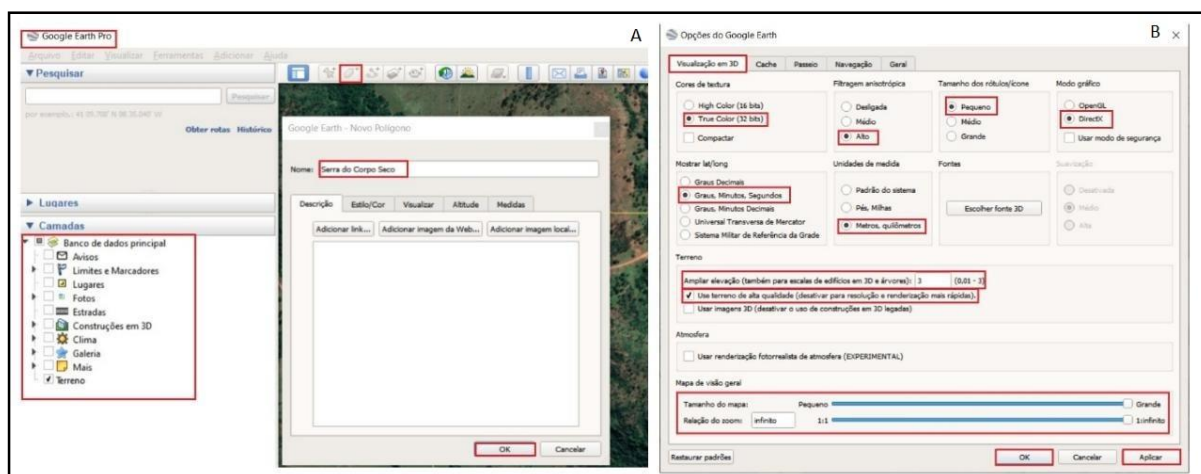 Google Earth Pro
A
Arquivo Editar Visualizar Ferramentas Adicionar Ajuda
Pesquisar
Pesquisar
Obter rotas Histórico
Lugares
Camadas
Banco de dados principal
Avisos
Limites e Marcadores
Lugares
Fotos
Estradas
Construções em 3D
Clima
Galeria
Mais
Terreno
Google Earth - Novo Polígono
Nome: Serra do Corpo Seco
Descrição Estilo/Cor Visualizar Altitude Medidas
Adicionar link... Adicionar imagem da Web... Adicionar imagem local...
OK Cancelar
Opções do Google Earth
B
Visualização em 3D Cache Passeio Navegação Geral
Cores de textura
High Color (16 bits)
True Color (32 bits)
Compactar
Filtragem anisotrópica
Desligada
Médio
Alto
Tamanho dos rótulos/ícone
Pequeno
Médio
Grande
Modo gráfico
OpenGL
DirectX
Usar modo de segurança
Mostrar lat/long
Graus Decimais
Graus, Minutos, Segundos
Graus, Minutos Decimais
Universal Transversa de Mercator
Sistema Militar de Referência da Grade
Unidades de medida
Padrão do sistema
Pés, Milhas
Metros, quilômetros
Fontes
Escolher fonte 3D
Suavização
Desativada
Médio
Alta
Terreno
Ampliar elevação (também para escalas de edifícios em 3D e árvores): 3 (0,01 - 3)
Use terreno de alta qualidade (desativar para resolução e renderização mais rápidas).
Usar imagens 3D (desativar o uso de construções em 3D legadas)
Atmosfera
Usar renderização fotorrealista de atmosfera (EXPERIMENTAL)
Mapa de visão geral
Tamanho do mapa: Pequeno Grande
Relação do zoom: infinito 1:1 1:infinito
Restaurar padrões OK Cancelar Aplicar